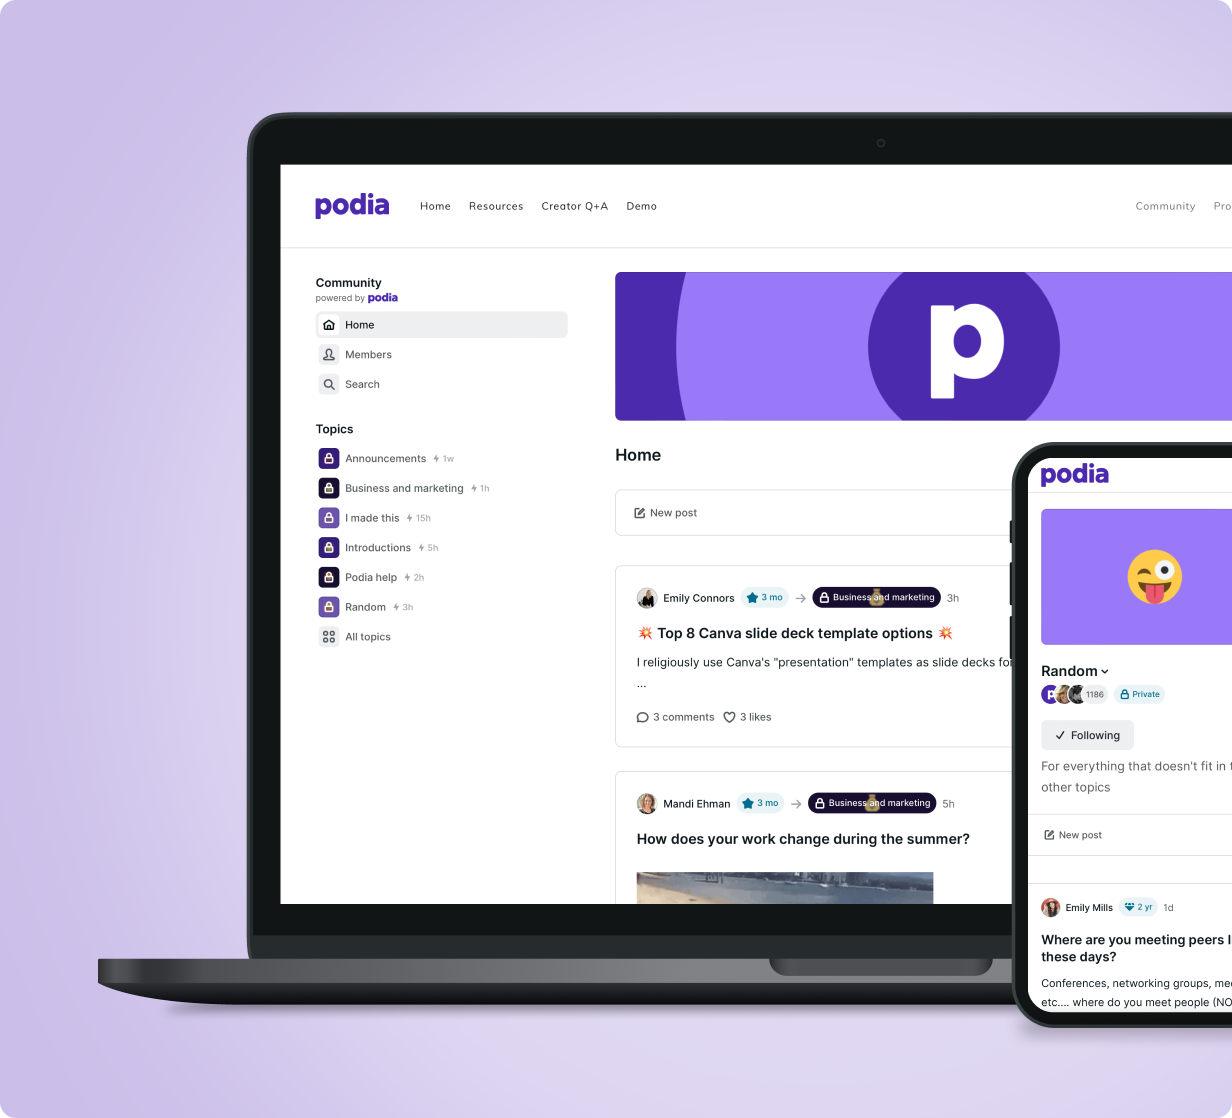 podia
Home Resources Creator Q+A Demo
Community
Community
powered by podia
Home
Members
Search
Topics
Announcements 1w
Business and marketing 1h
I made this 15h
Introductions 5h
Podia help 2h
Random 3h
All topics
p
Home
New post
Emily Connors 3 mo → Business and marketing 3h
💥 Top 8 Canva slide deck template options 💥
I religiously use Canva's "presentation" templates as slide decks for
...
3 comments 3 likes
Mandi Ehman 3 mo → Business and marketing 5h
How does your work change during the summer?
podia
Random
1186 Private
Following
For everything that doesn't fit in
other topics
New post
Emily Mills 2 yr 1d
Where are you meeting peers
these days?
Conferences, networking groups,
etc.... where do you meet people